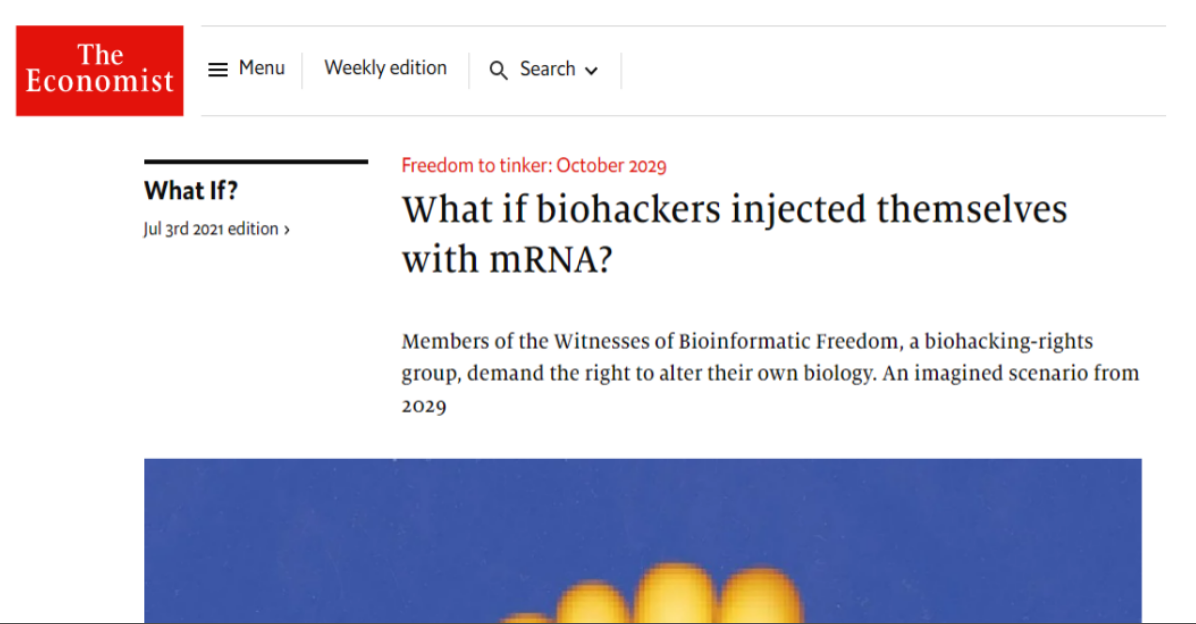 The
Economist
Menu
Weekly edition
Search
What If?
Jul 3rd 2021 edition ›
Freedom to tinker: October 2029
What if biohackers injected themselves
with mRNA?
Members of the Witnesses of Bioinformatic Freedom, a biohacking-rights
group, demand the right to alter their own biology. An imagined scenario from
2029